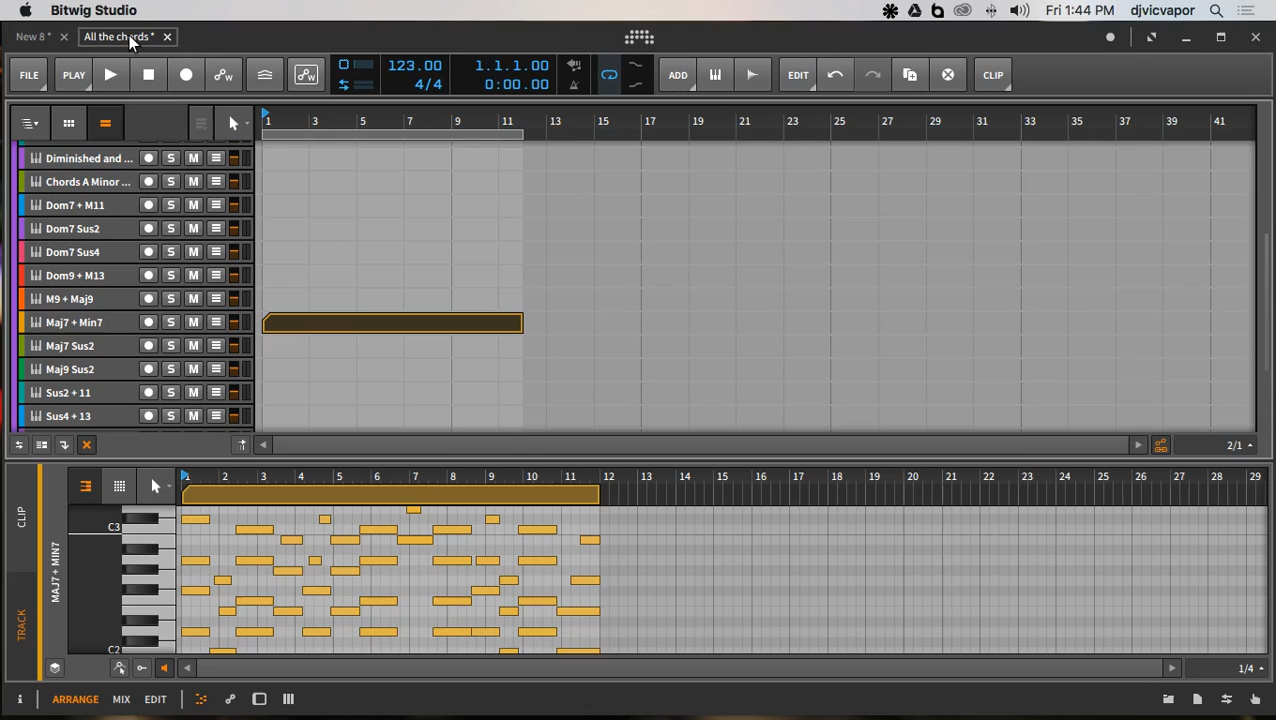 Bitwig Studio
Fri 1:44 PM djvicvapor
New 8 * All the chords *
FILE PLAY 123.00 1.1.1.00 ADD EDIT CLIP
4/4 0:00.00
1 3 5 7 9 11 13 15 17 19 21 23 25 27 29 31 33 35 37 39 41
Diminished and ... S M
Chords A Minor ... S M
Dom7 + M11 S M
Dom7 Sus2 S M
Dom7 Sus4 S M
Dom9 + M13 S M
M9 + Maj9 S M
Maj7 + Min7 S M
Maj7 Sus2 S M
Maj9 Sus2 S M
Sus2 + 11 S M
Sus4 + 13 S M
2/1
1 2 3 4 5 6 7 8 9 10 11 12 13 14 15 16 17 18 19 20 21 22 23 24 25 26 27 28 29
CLIP
TRACK
MAJ7 + MIN7
C3
C2
1/4
ARRANGE MIX EDIT